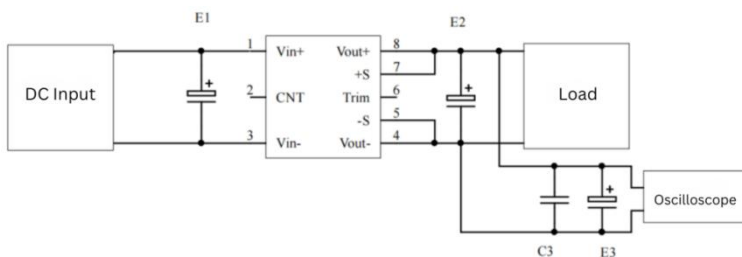 E1
E2
DC Input
1 Vin+ Vout+ 8
+S 7
2 CNT Trim 6
-S 5
3 Vin- Vout- 4
Load
+
+
+
Oscilloscope
C3 E3